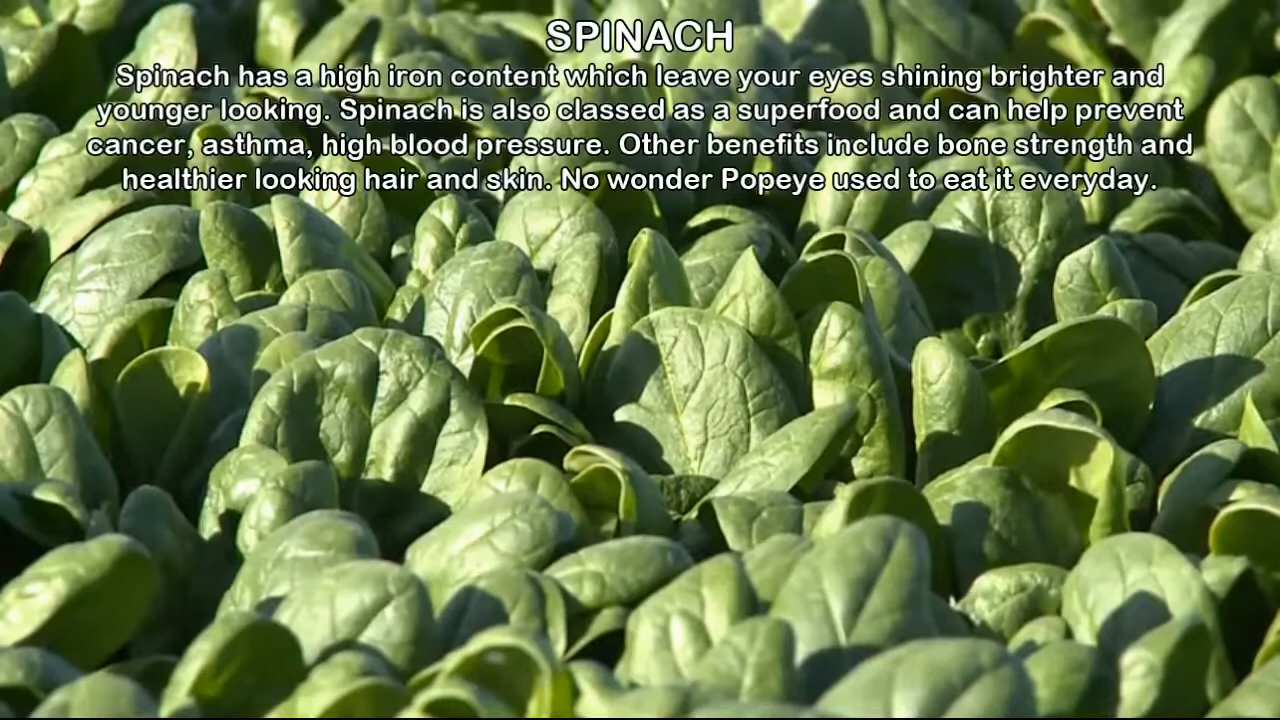 SPINACH
Spinach has a high iron content which leave your eyes shining brighter and
younger looking. Spinach is also classed as a superfood and can help prevent
cancer, asthma, high blood pressure. Other benefits include bone strength and
healthier looking hair and skin. No wonder Popeye used to eat it everyday.